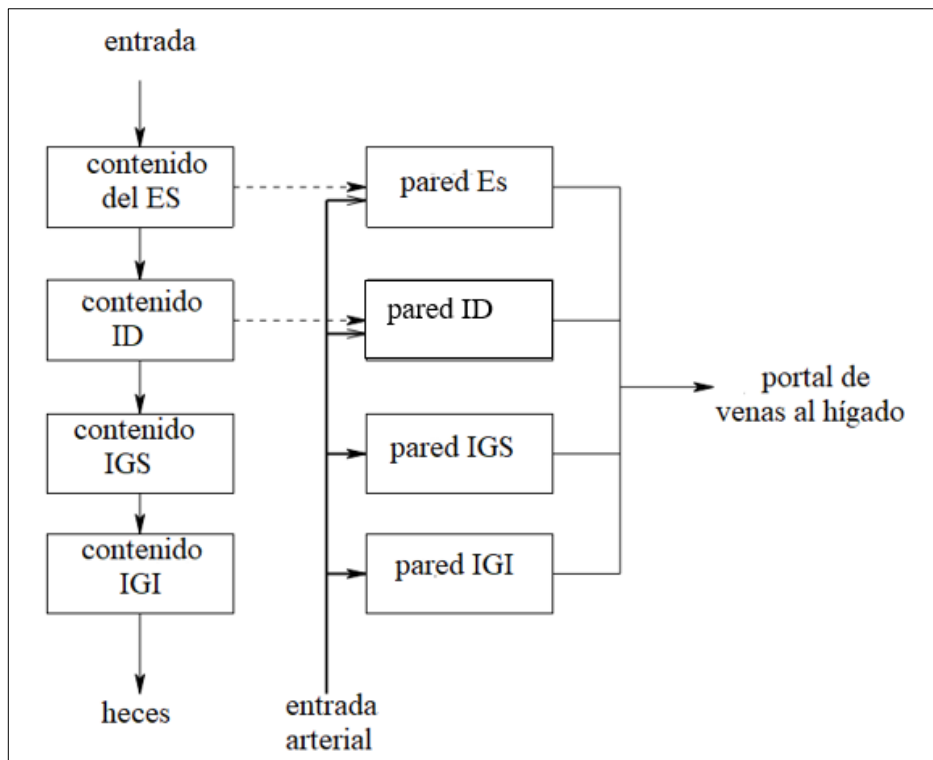 entrada
contenido
del ES
pared Es
contenido
ID
pared ID
portal de
venas al hígado
contenido
IGS
pared IGS
contenido
IGI
pared IGI
heces
entrada
arterial